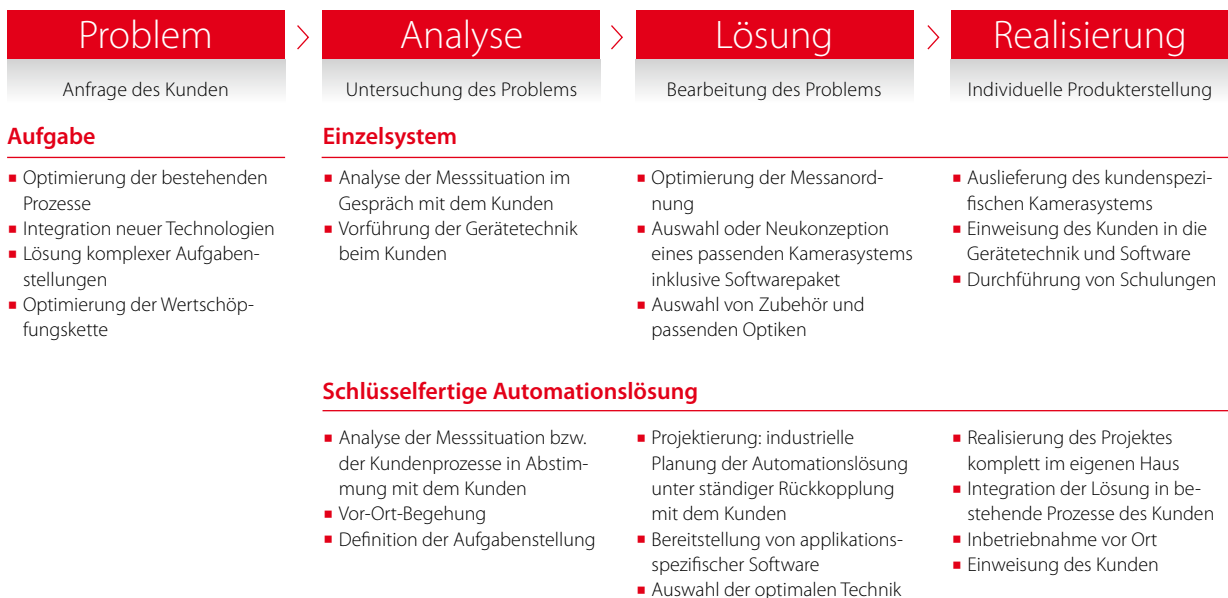 Problem
Analyse
Lösung
Realisierung
Anfrage des Kunden
Untersuchung des Problems
Bearbeitung des Problems
Individuelle Produkterstellung
Aufgabe
Optimierung der bestehenden
Prozesse
Integration neuer Technologien
Lösung komplexer Aufgaben-
stellungen
Optimierung der Wertschöp-
fungskette
Einzelsystem
Analyse der Messsituation im
Gespräch mit dem Kunden
Vorführung der Gerätetechnik
beim Kunden
Optimierung der Messanord-
nung
Auswahl oder Neukonzeption
eines passenden Kamerasystems
inklusive Softwarepaket
Auswahl von Zubehör und
passenden Optiken
Auslieferung des kundenspezi-
fischen Kamerasystems
Einweisung des Kunden in die
Gerätetechnik und Software
Durchführung von Schulungen
Schlüsselfertige Automationslösung
Analyse der Messsituation bzw.
der Kundenprozesse in Abstim-
mung mit dem Kunden
Vor-Ort-Begehung
Definition der Aufgabenstellung
Projektierung: industrielle
Planung der Automationslösung
unter ständiger Rückkopplung
mit dem Kunden
Bereitstellung von applikations-
spezifischer Software
Auswahl der optimalen Technik
Realisierung des Projektes
komplett im eigenen Haus
Integration der Lösung in be-
stehende Prozesse des Kunden
Inbetriebnahme vor Ort
Einweisung des Kunden